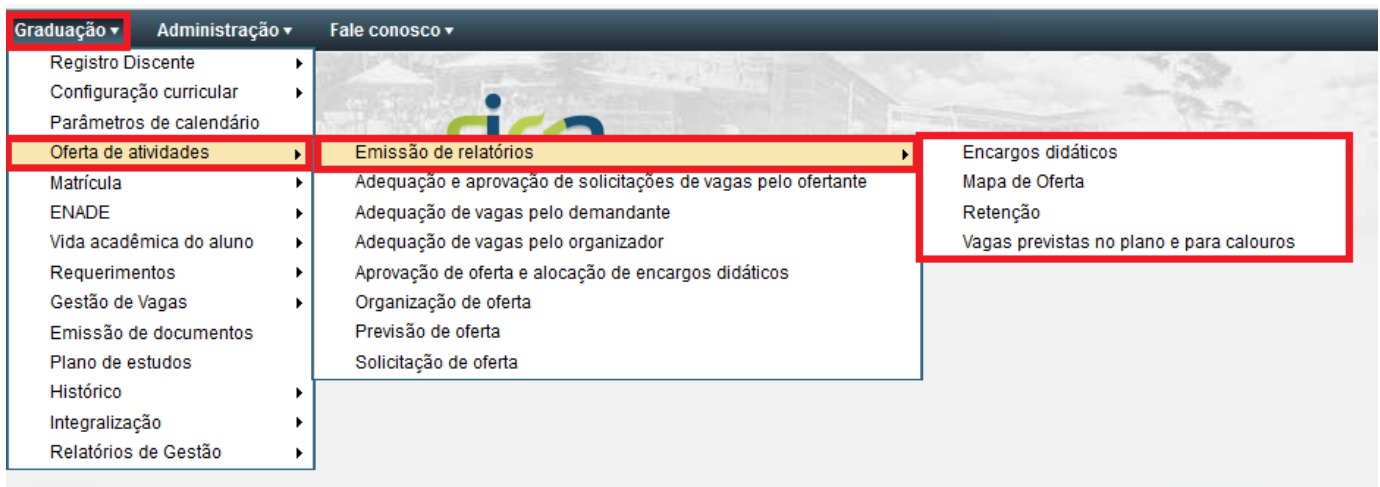 Graduação Administração Fale conosco
Registro Discente
Configuração curricular
Parâmetros de calendário
Oferta de atividades
Matrícula
ENADE
Vida acadêmica do aluno
Requerimentos
Gestão de Vagas
Emissão de documentos
Plano de estudos
Histórico
Integralização
Relatórios de Gestão
Emissão de relatórios
Adequação e aprovação de solicitações de vagas pelo ofertante
Adequação de vagas pelo demandante
Adequação de vagas pelo organizador
Aprovação de oferta e alocação de encargos didáticos
Organização de oferta
Previsão de oferta
Solicitação de oferta
Encargos didáticos
Mapa de Oferta
Retenção
Vagas previstas no plano e para calouros